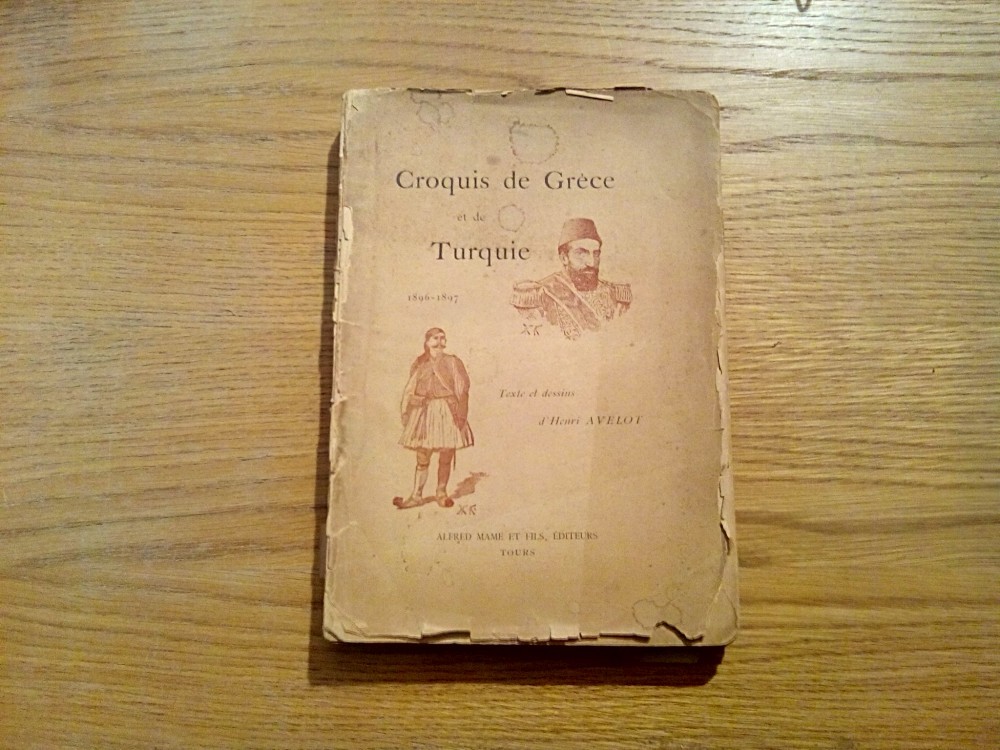 Croquis de Grèce
et de
Turquie
1896-1897
Texte et dessins
d'Henri AVELOT
ALFRED MAME ET FILS, ÉDITEURS
TOURS